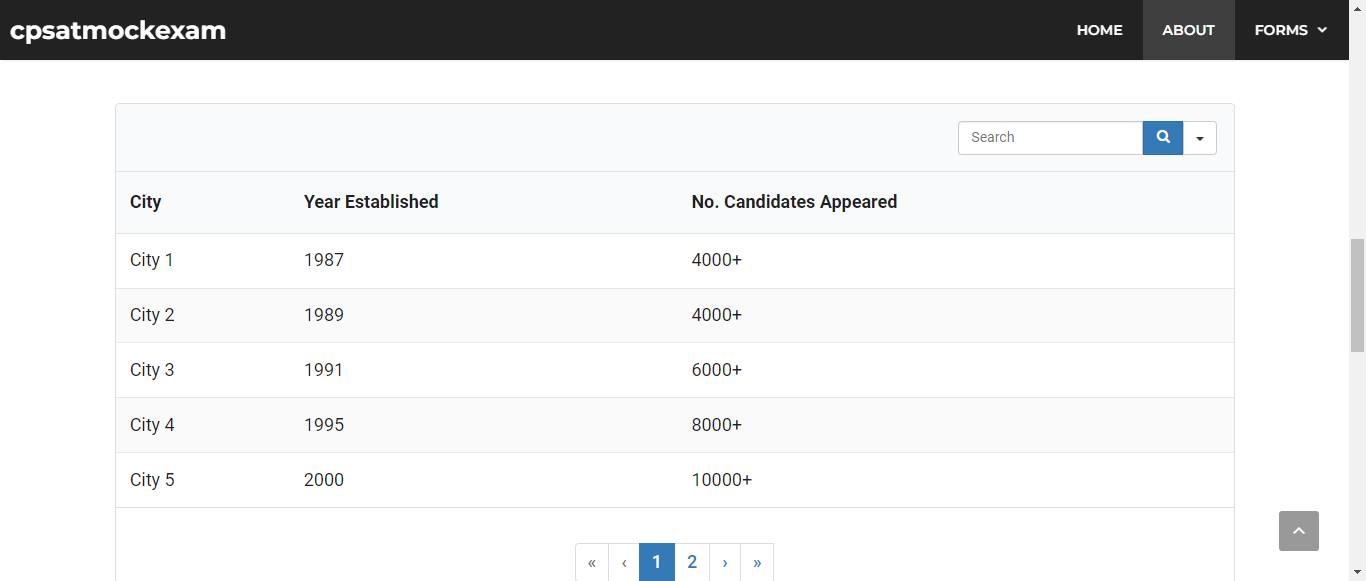 cpsatmockexam HOME ABOUT FORMS
Search
City Year Established No. Candidates Appeared
City 1 1987 4000+
City 2 1989 4000+
City 3 1991 6000+
City 4 1995 8000+
City 5 2000 10000+
« ‹ 1 2 › »